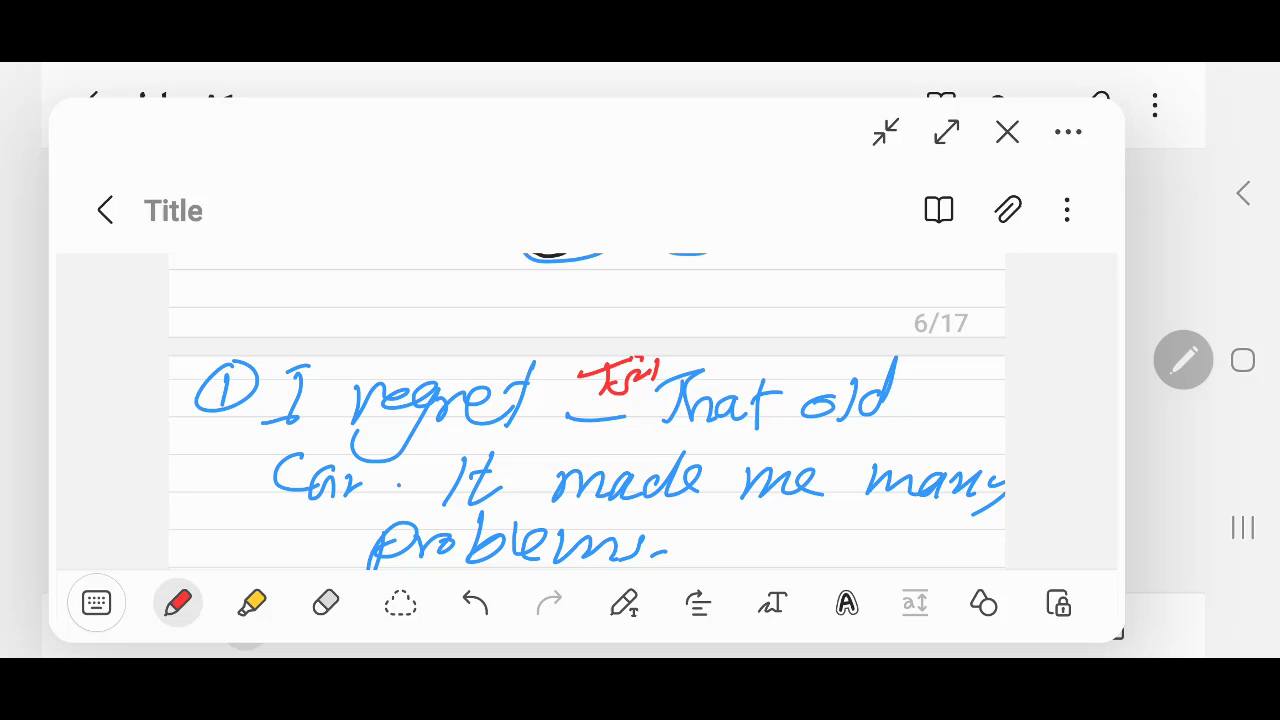 Title
6/17
① I regret _ That old
Car. It made me many
problems.